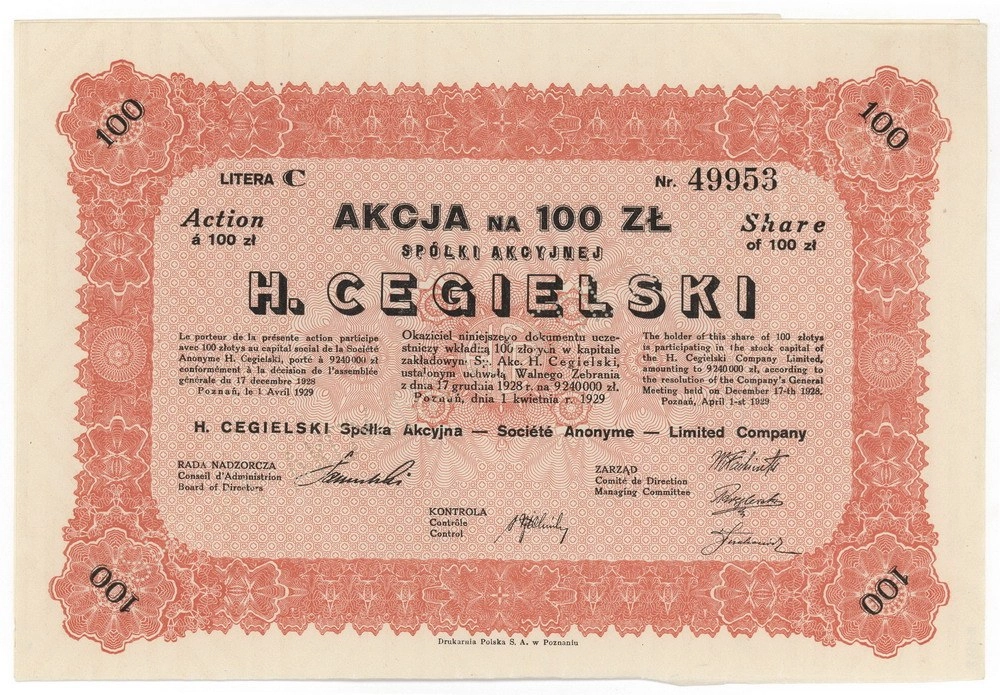 100
100
LITERA C
Nr. 49953
Action
á 100 zł
AKCJA NA 100 ZŁ
Share
of 100 zł
SPÓŁKI AKCYJNEJ
H. CEGIELSKI
Le porteur de la présente action participe
avec 100 złotys au capital social de la Société
Anonyme H. Cegielski, porté à 9240000 zł
conformément à la décision de l'assemblée
générale du 17 decembre 1928
Poznań, le 1 Avril 1929
Okaziciel niniejszego dokumentu ucze-
stniczy wkładką 100 złotych w kapitale
zakładowym Sp. Akc. H. Cegielski,
ustalonym uchwałą Walnego Zebrania
z dnia 17 grudnia 1928 r. na 9240000 zł.
Poznań, dnia 1 kwietnia r. 1929
The holder of this share of 100 złotys
is participating in the stock capital of
the H. Cegielski Company Limited,
amounting to 9240000 zł, according to
the resolution of the Company's General
Meeting held on December 17-th 1928.
Poznań, April 1-st 1929
H. CEGIELSKI Spółka Akcyjna — Société Anonyme — Limited Company
RADA NADZORCZA
Conseil d'Administrion
Board of Directors
KONTROLA
Contrôle
Control
ZARZĄD
Comité de Direction
Managing Committee
100
100
Drukarnia Polska S. A. w Poznaniu